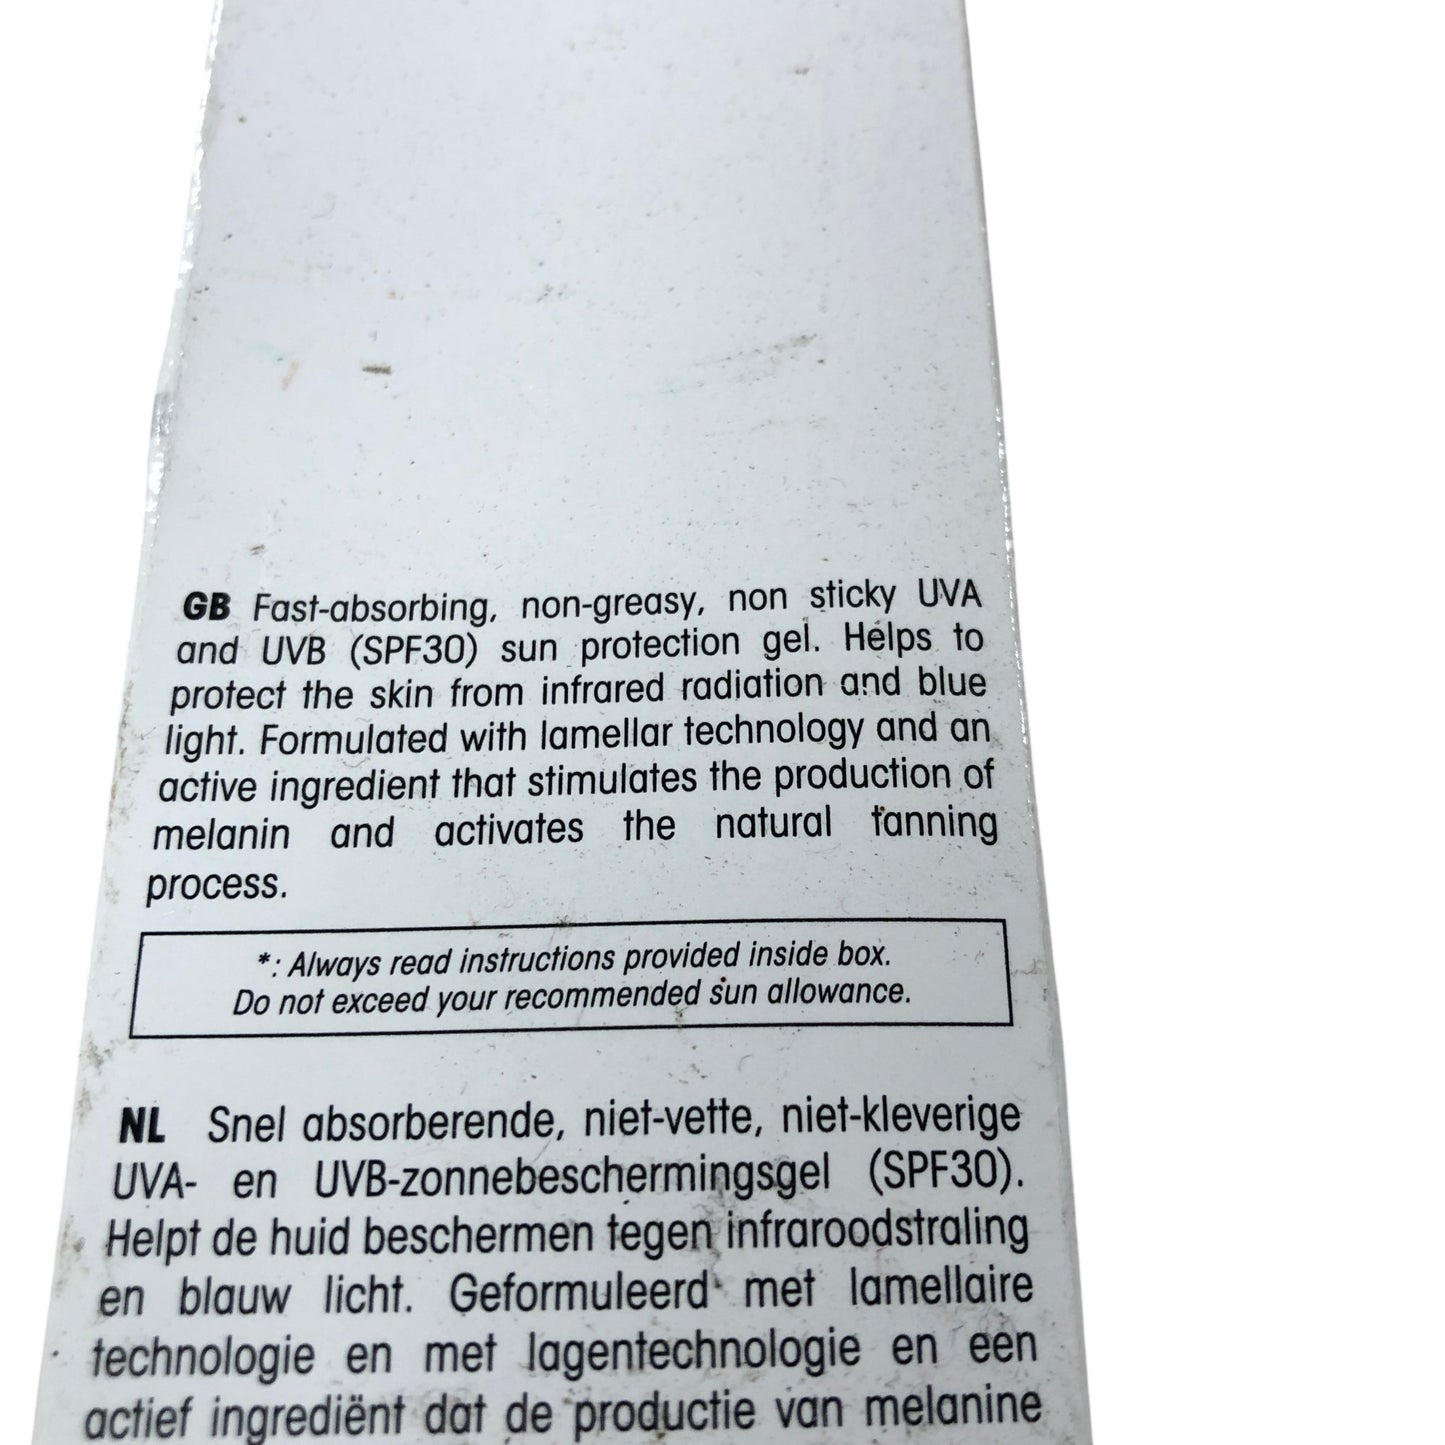 GB Fast-absorbing, non-greasy, non sticky UVA
and UVB (SPF30) sun protection gel. Helps to
protect the skin from infrared radiation and blue
light. Formulated with lamellar technology and an
active ingredient that stimulates the production of
melanin and activates the natural tanning
process.
*: Always read instructions provided inside box.
Do not exceed your recommended sun allowance.
NL Snel absorberende, niet-vette, niet-kleverige
UVA- en UVB-zonnebeschermingsgel (SPF30).
Helpt de huid beschermen tegen infraroodstraling
en blauw licht. Geformuleerd met lamellaire
technologie en met lagentechnologie en een
actief ingrediënt dat de productie van melanine